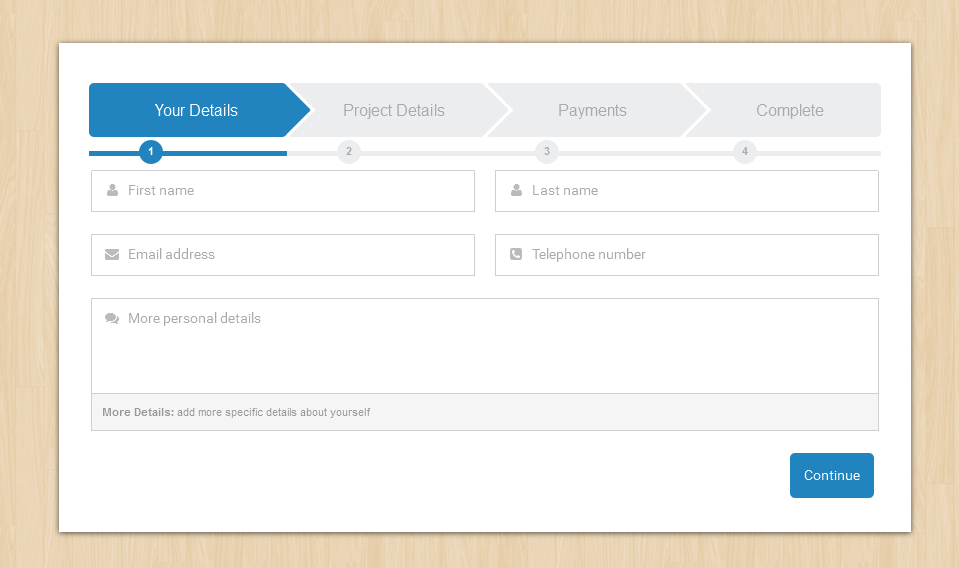 Your Details Project Details Payments Complete
1 2 3 4
First name Last name
Email address Telephone number
More personal details
More Details: add more specific details about yourself
Continue